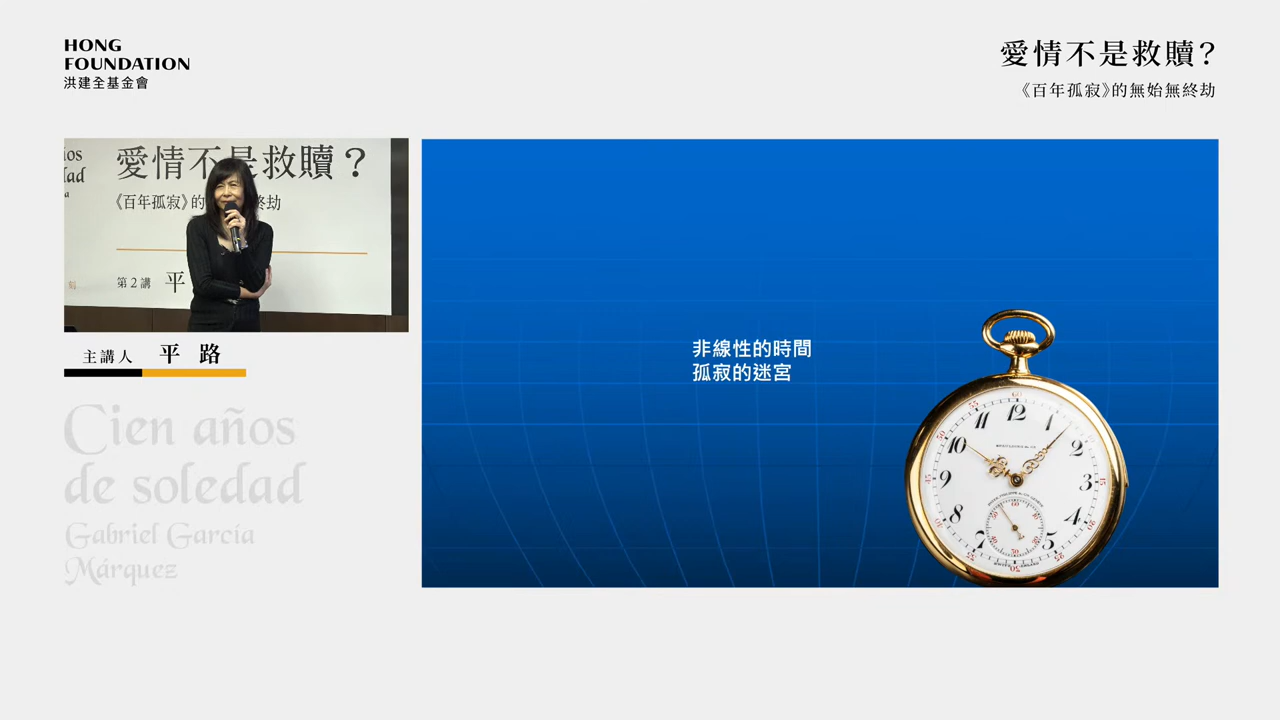 HONG
FOUNDATION
洪建全基金會
愛情不是救贖？
《百年孤寂》的無始無終劫
ios
dad
a
愛情不是救贖？
《百年孤寂》的
終劫
第2講 平
主講人 平 路
Cien años
de soledad
Gabriel García
Márquez
非線性的時間
孤寂的迷宮